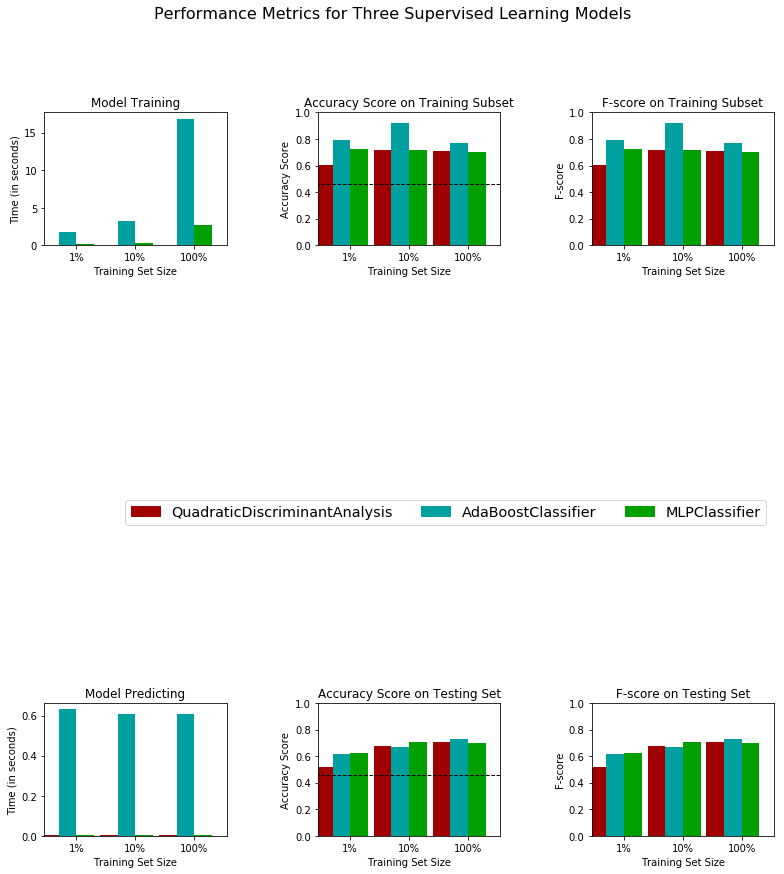 Performance Metrics for Three Supervised Learning Models
Model Training
Time (in seconds)
15
10
5
0
1% 10% 100%
Training Set Size
Accuracy Score on Training Subset
Accuracy Score
1.0
0.8
0.6
0.4
0.2
0.0
1% 10% 100%
Training Set Size
F-score on Training Subset
F-score
1.0
0.8
0.6
0.4
0.2
0.0
1% 10% 100%
Training Set Size
QuadraticDiscriminantAnalysis AdaBoostClassifier MLPClassifier
Model Predicting
Time (in seconds)
0.6
0.4
0.2
0.0
1% 10% 100%
Training Set Size
Accuracy Score on Testing Set
Accuracy Score
1.0
0.8
0.6
0.4
0.2
0.0
1% 10% 100%
Training Set Size
F-score on Testing Set
F-score
1.0
0.8
0.6
0.4
0.2
0.0
1% 10% 100%
Training Set Size